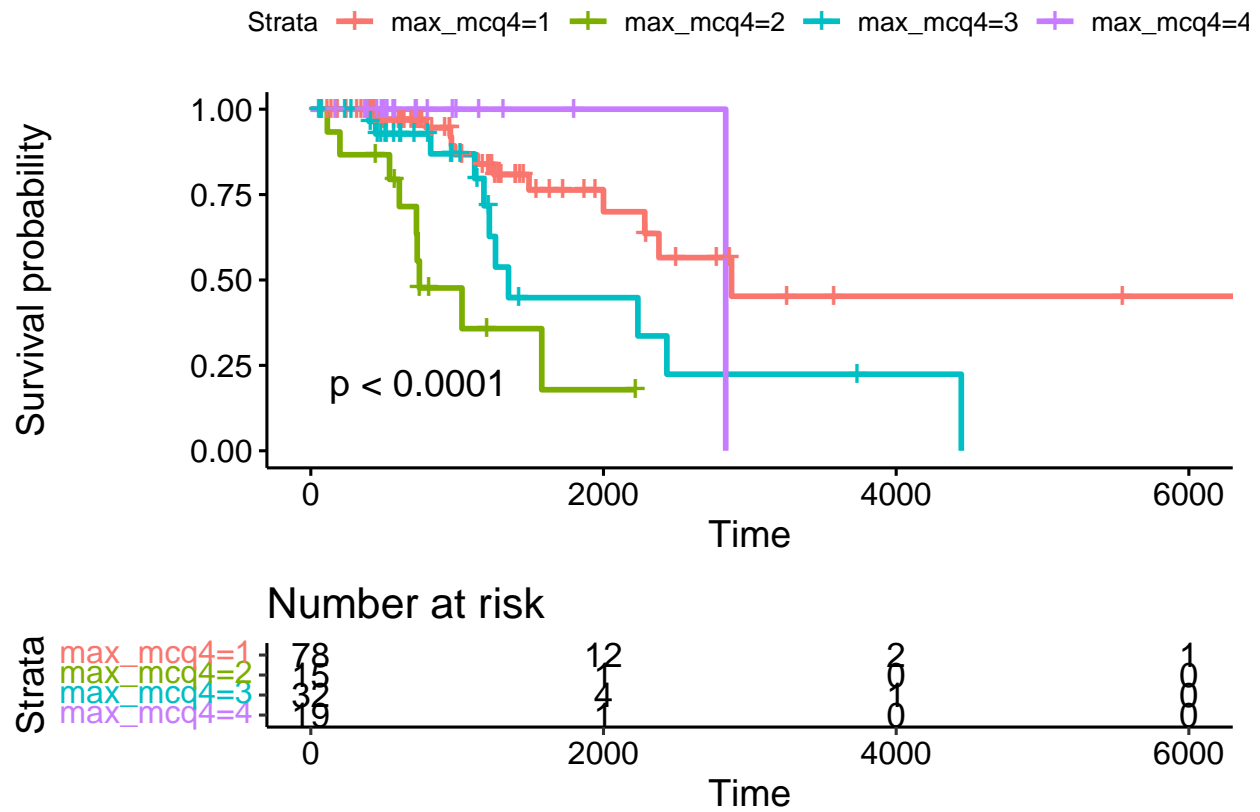 Strata max_mcq4=1 max_mcq4=2 max_mcq4=3 max_mcq4=4
Survival probability
1.00
0.75
0.50
0.25
0.00
p < 0.0001
0 2000 4000 6000
Time
Number at risk
Strata
max_mcq4=1 78 12 2 1
max_mcq4=2 15 1 0 0
max_mcq4=3 32 4 1 0
max_mcq4=4 19 1 0 0
0 2000 4000 6000
Time